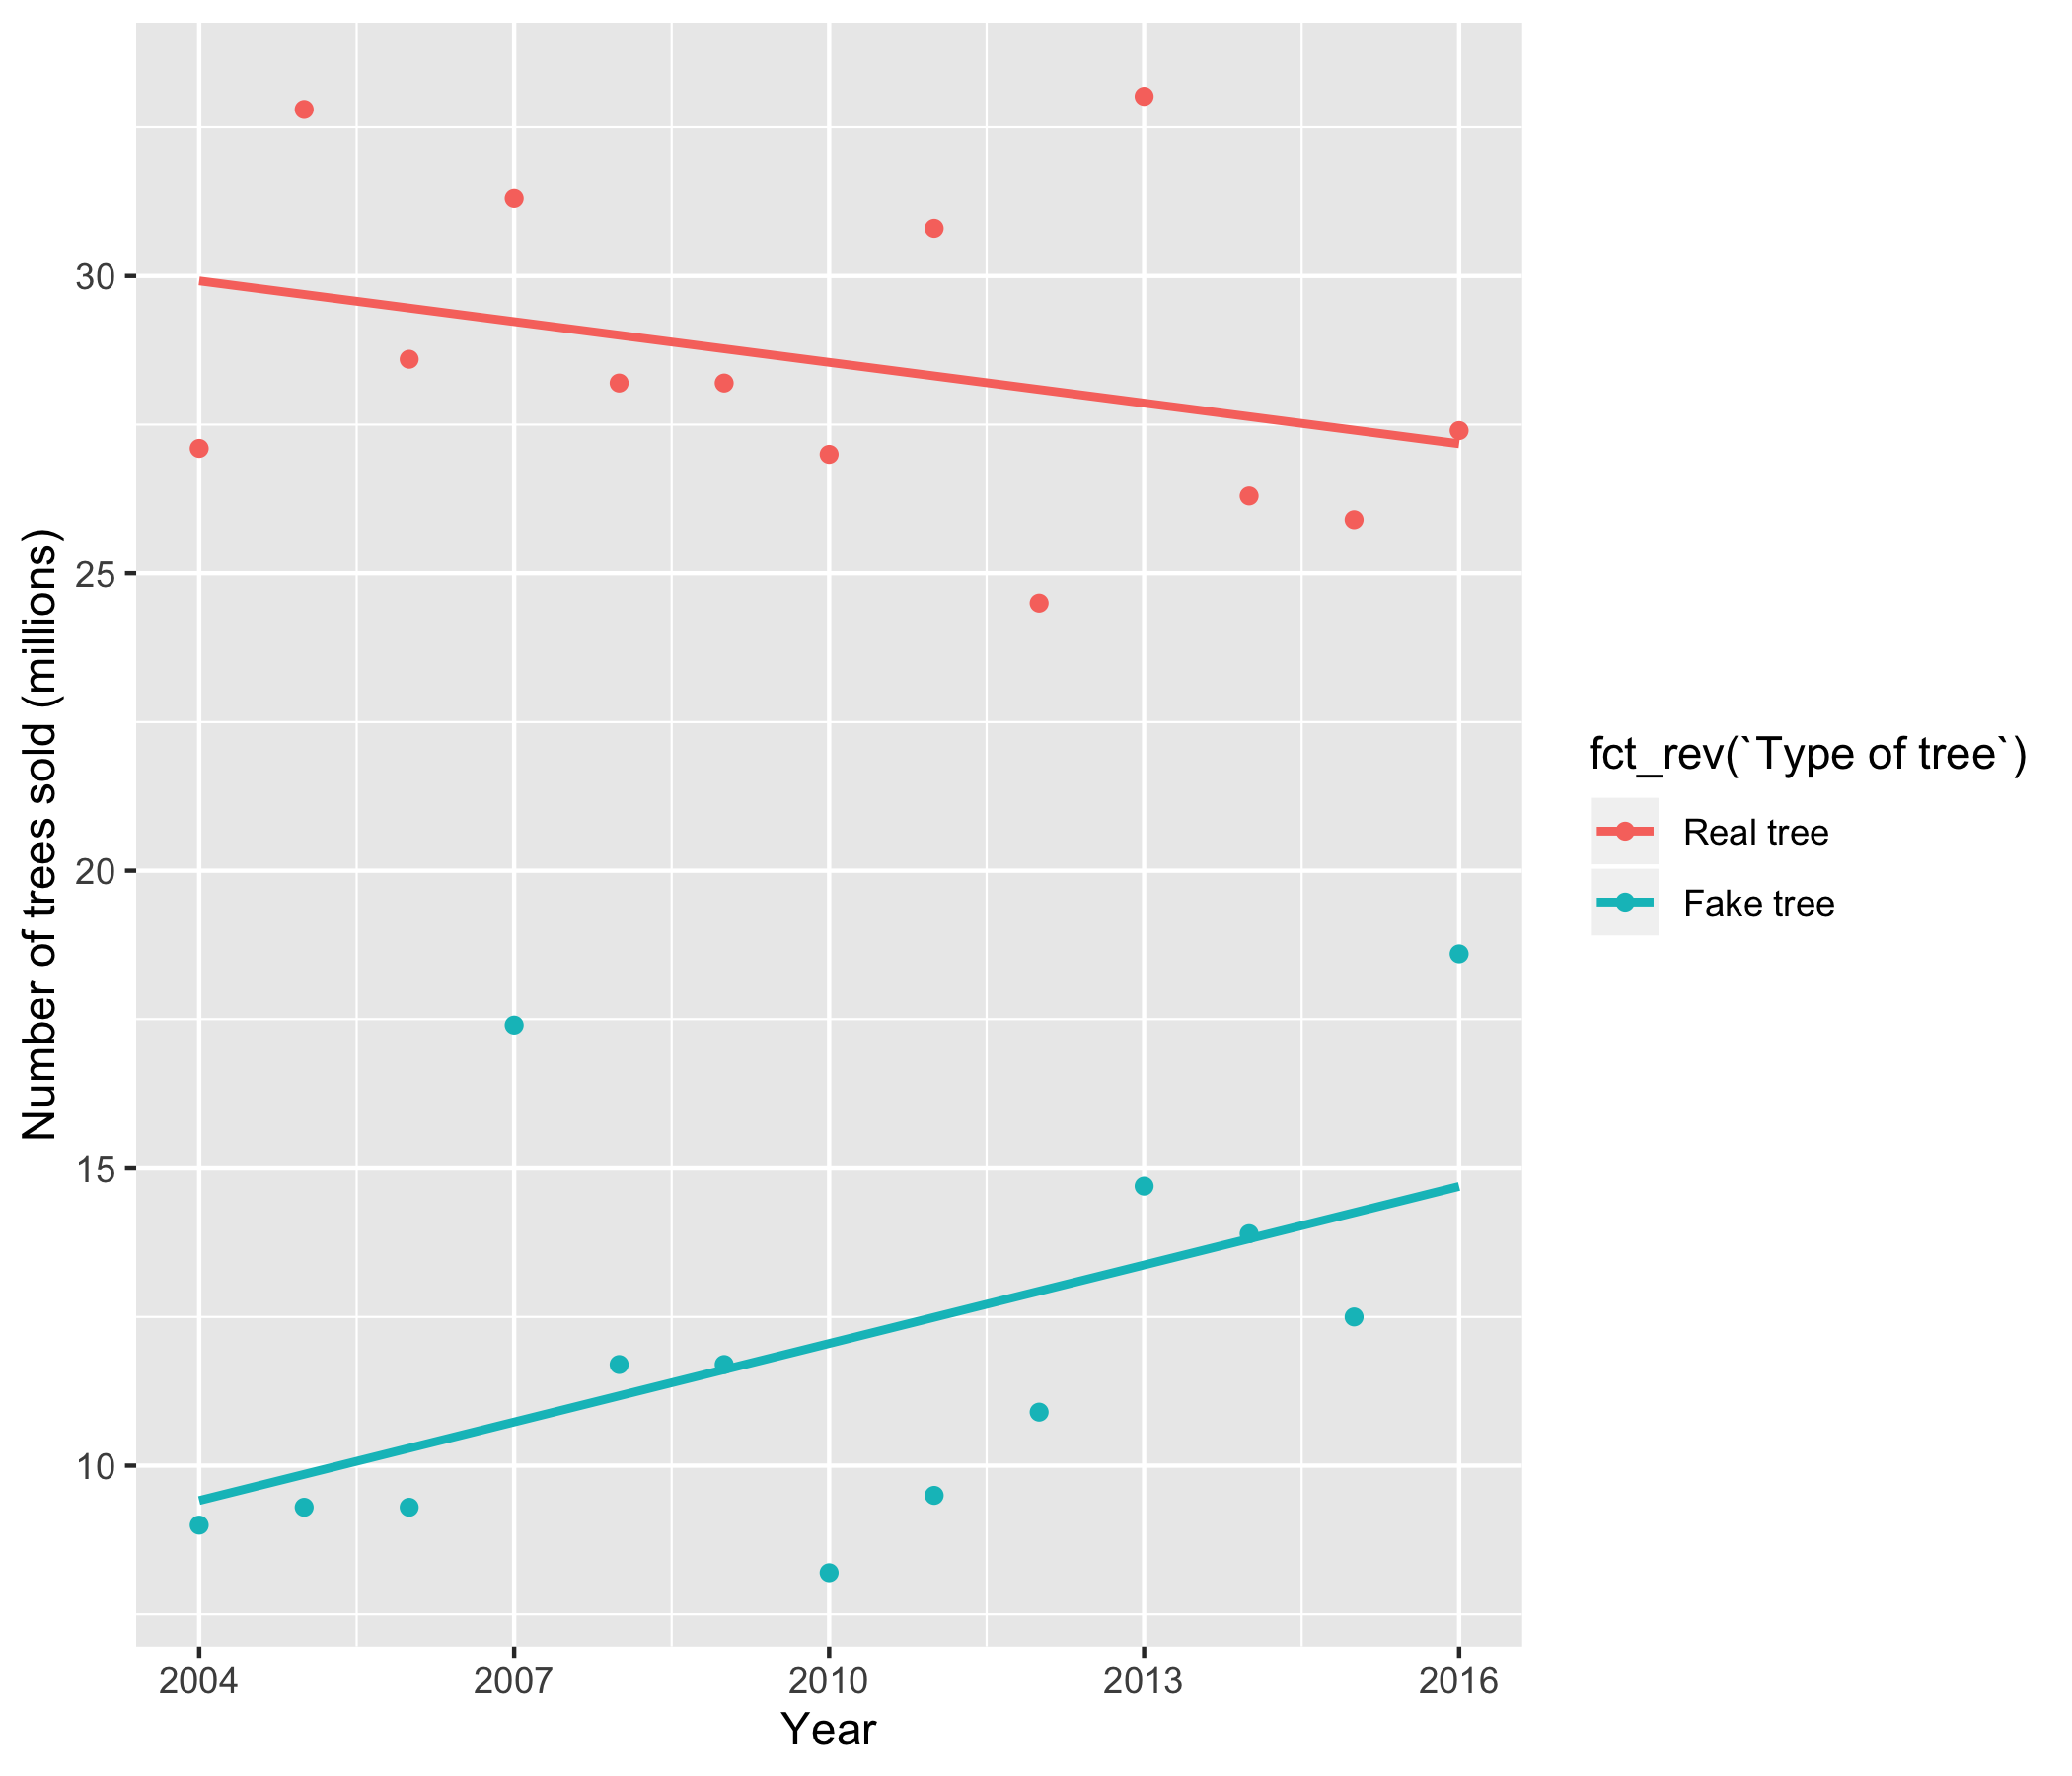 Number of trees sold (millions)
30
25
20
15
10
2004 2007 2010 2013 2016
Year
fct_rev(`Type of tree`)
Real tree
Fake tree